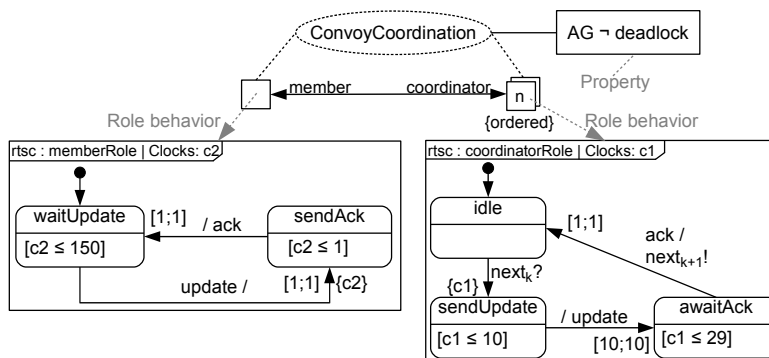 ConvoyCoordination
AG ¬ deadlock
Property
member
coordinator
n
{ordered}
Role behavior
Role behavior
rtsc : memberRole | Clocks: c2
waitUpdate
[c2 ≤ 150]
[1;1]
/ ack
sendAck
[c2 ≤ 1]
update /
[1;1]
{c2}
rtsc : coordinatorRole | Clocks: c1
idle
[1;1]
ack /
nextₖ₊₁!
nextₖ?
{c1}
sendUpdate
[c1 ≤ 10]
/ update
[10;10]
awaitAck
[c1 ≤ 29]